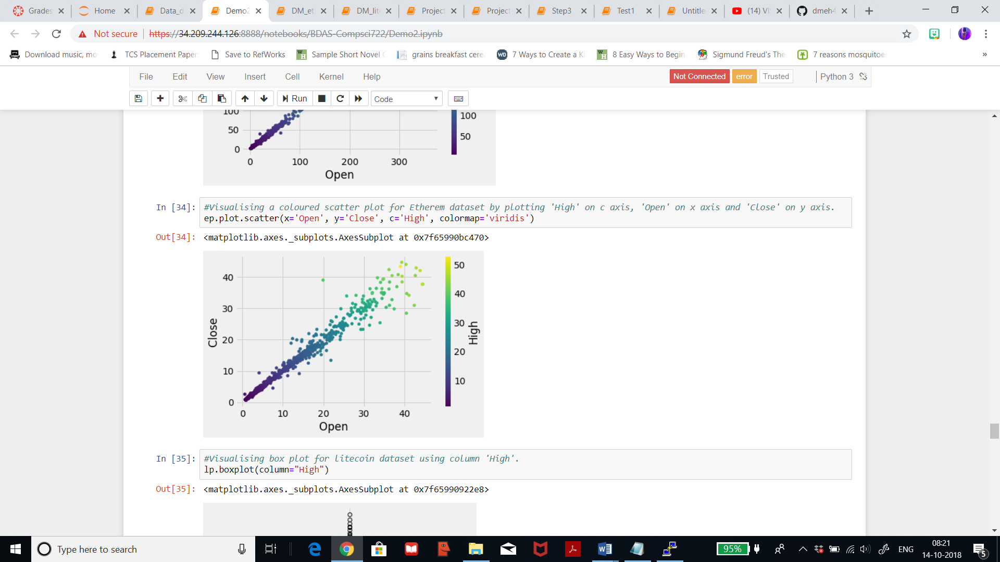 Grades
Home
Data_d
Demo2
DM_et
DM_lit
Project
Project
Step3
Test1
Untitle
(14) VI
dmeh4
Not secure
https://34.209.244.126:8888/notebooks/BDAS-Compsci722/Demo2.ipynb
Download music, mo
TCS Placement Paper
Save to RefWorks
Sample Short Novel
grains breakfast cere
7 Ways to Create a Ki
8 Easy Ways to Begin
Sigmund Freud's The
7 reasons mosquitoe
»
File Edit View Insert Cell Kernel Help
Not Connected error Trusted Python 3
Run Code
100
50
0
0 100 200 300
Open
100
50
In [34]:
#Visualising a coloured scatter plot for Etherem dataset by plotting 'High' on c axis, 'Open' on x axis and 'Close' on y axis.
ep.plot.scatter(x='Open', y='Close', c='High', colormap='viridis')
Out[34]: <matplotlib.axes._subplots.AxesSubplot at 0x7f65990bc470>
40
30
20
10
0
Close
0 10 20 30 40
Open
50
40
30
20
10
High
In [35]:
#Visualising box plot for litecoin dataset using column 'High'.
lp.boxplot(column="High")
Out[35]: <matplotlib.axes._subplots.AxesSubplot at 0x7f65990922e8>
Type here to search
95%
ENG
08:21
14-10-2018
5